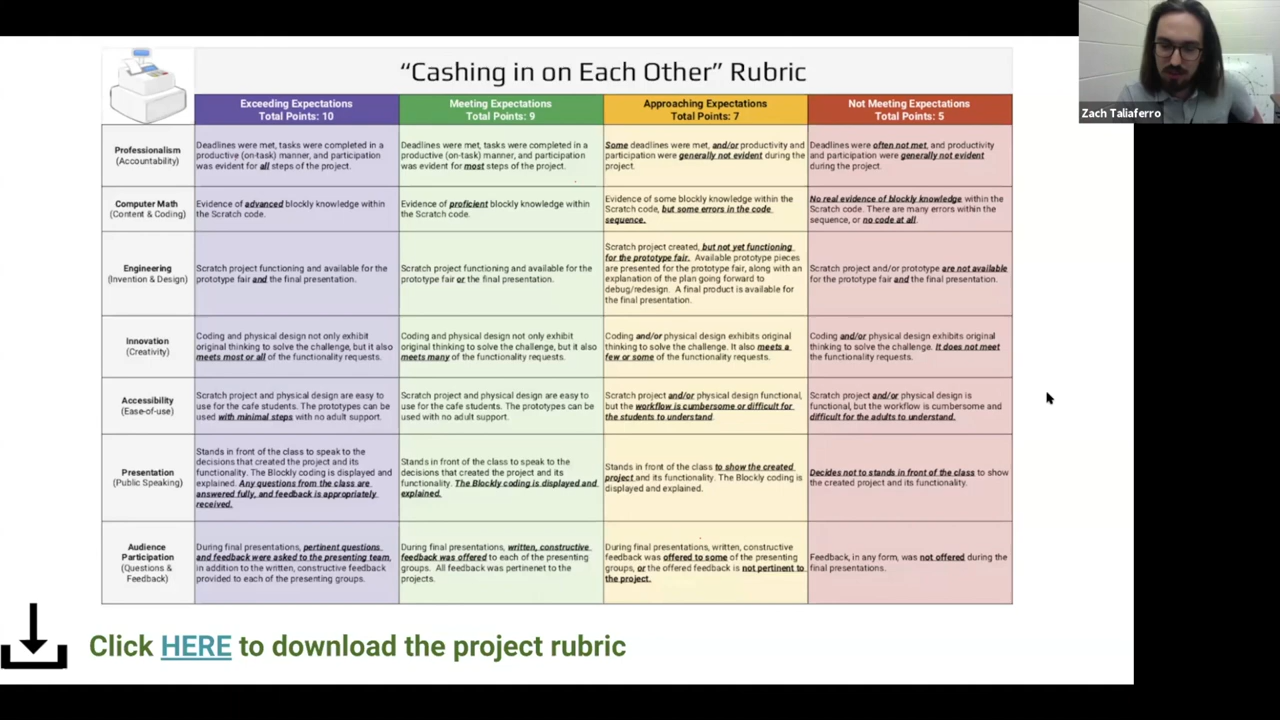 Zach Taliaferro
“Cashing in on Each Other” Rubric
Exceeding Expectations
Total Points: 10
Meeting Expectations
Total Points: 9
Approaching Expectations
Total Points: 7
Not Meeting Expectations
Total Points: 5
Professionalism
(Accountability)
Deadlines were met, tasks were completed in a
productive (on-task) manner, and participation
was evident for all steps of the project.
Deadlines were met, tasks were completed in a
productive (on-task) manner, and participation
was evident for most steps of the project.
Some deadlines were met, and/or productivity and
participation were generally not evident during the
project.
Deadlines were often not met, and productivity
and participation were generally not evident
during the project.
Computer Math
(Content & Coding)
Evidence of advanced blockly knowledge within
the Scratch code.
Evidence of proficient blockly knowledge within
the Scratch code.
Evidence of some blockly knowledge within the
Scratch code, but some errors in the code
sequence.
No real evidence of blockly knowledge within the
Scratch code. There are many errors within the
sequence, or no code at all.
Engineering
(Invention & Design)
Scratch project functioning and available for the
prototype fair and the final presentation.
Scratch project functioning and available for the
prototype fair or the final presentation.
Scratch project created, but not yet functioning
for the prototype fair. Available prototype pieces
are presented for the prototype fair, along with an
explanation of the plan going forward to
debug/redesign. A final product is available for
the final presentation.
Scratch project and/or prototype are not available
for the prototype fair and the final presentation.
Innovation
(Creativity)
Coding and physical design not only exhibit
original thinking to solve the challenge, but it also
meets most or all of the functionality requests.
Coding and physical design not only exhibit
original thinking to solve the challenge, but it also
meets many of the functionality requests.
Coding and/or physical design exhibits original
thinking to solve the challenge. It also meets a
few or some of the functionality requests.
Coding and/or physical design exhibits original
thinking to solve the challenge. It does not meet
the functionality requests.
Accessibility
(Ease-of-use)
Scratch project and physical design are easy to
use for the cafe students. The prototypes can be
used with minimal steps with no adult support.
Scratch project and physical design are easy to
use for the cafe students. The prototypes can be
used with no adult support.
Scratch project and/or physical design functional,
but the workflow is cumbersome or difficult for
the students to understand.
Scratch project and/or physical design is
functional, but the workflow is cumbersome and
difficult for the adults to understand.
Presentation
(Public Speaking)
Stands in front of the class to speak to the
decisions that created the project and its
functionality. The Blockly coding is displayed and
explained. Any questions from the class are
answered fully, and feedback is appropriately
received.
Stands in front of the class to speak to the
decisions that created the project and its
functionality. The Blockly coding is displayed and
explained.
Stands in front of the class to show the created
project and its functionality. The Blockly coding is
displayed and explained.
Decides not to stands in front of the class to show
the created project and its functionality.
Audience
Participation
(Questions &
Feedback)
During final presentations, pertinent questions
and feedback were asked to the presenting team,
in addition to the written, constructive feedback
provided to each of the presenting groups.
During final presentations, written, constructive
feedback was offered to each of the presenting
groups. All feedback was pertinenet to the
projects.
During final presentations, written, constructive
feedback was offered to some of the presenting
groups, or the offered feedback is not pertinent to
the project.
Feedback, in any form, was not offered during the
final presentations.
Click HERE to download the project rubric